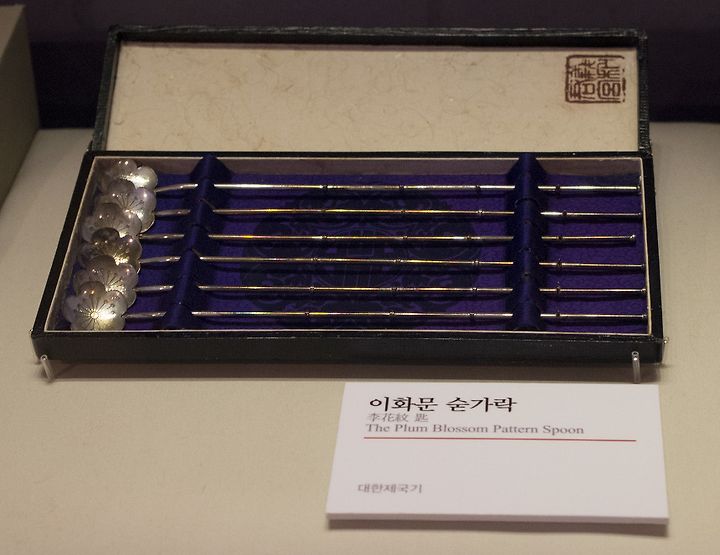 이화문 숟가락
李花紋 匙
The Plum Blossom Pattern Spoon
대한제국기